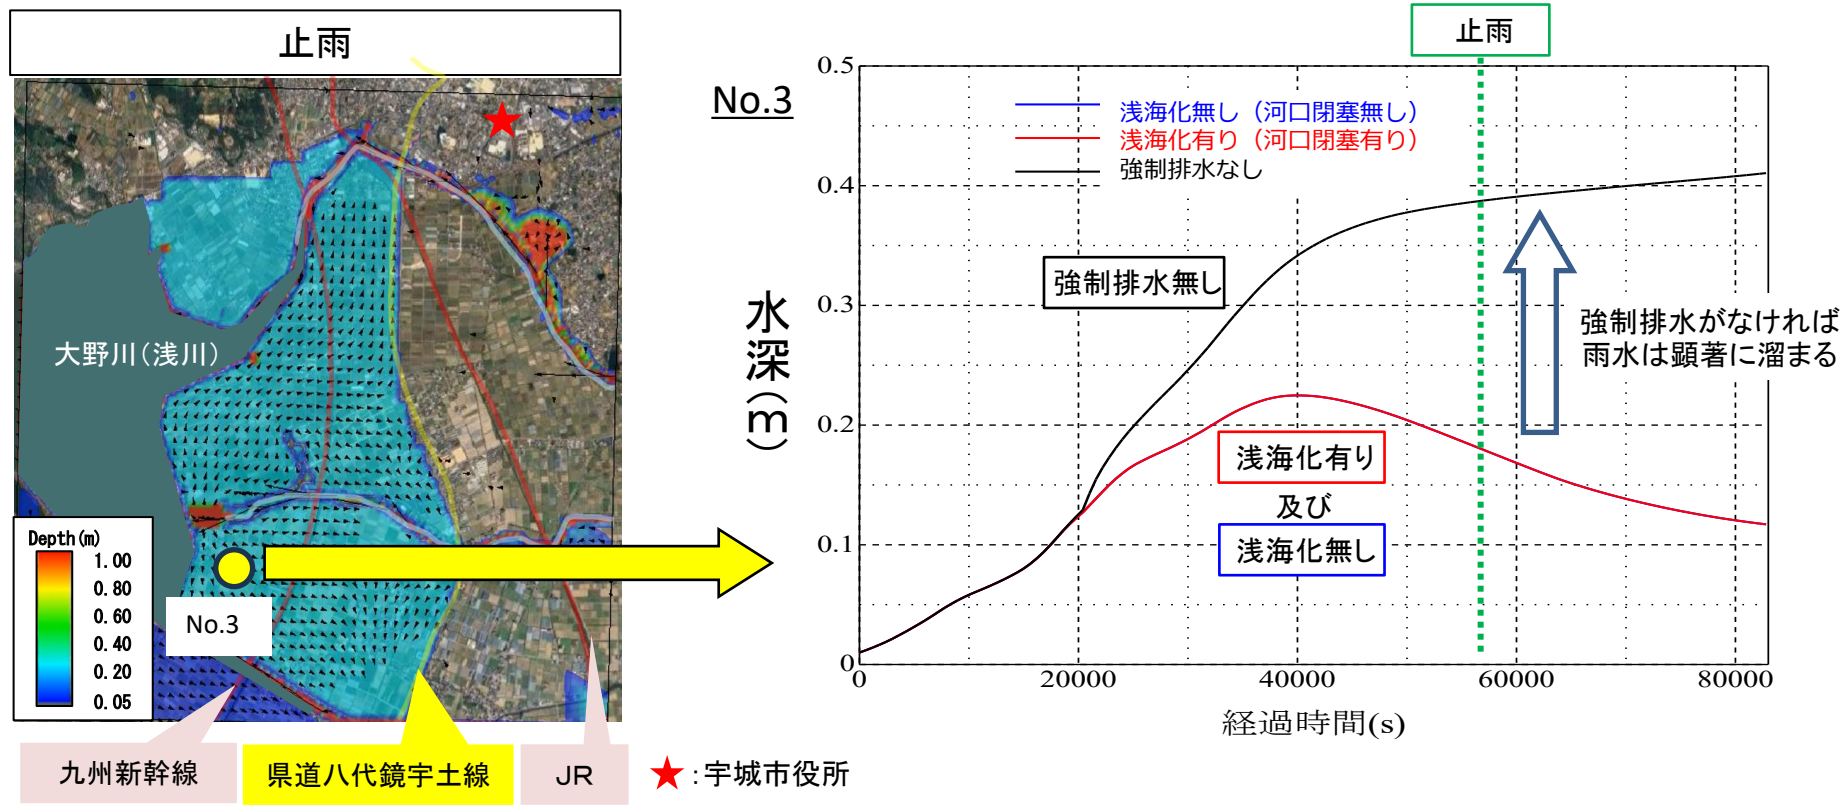 止雨
大野川(浅川)
Depth(m)
1.00
0.80
0.60
0.40
0.20
0.05
No.3
九州新幹線
県道八代鏡宇土線
JR
★:宇城市役所
止雨
No.3
浅海化無し（河口閉塞無し）
浅海化有り（河口閉塞有り）
強制排水なし
水深(m)
0.5
0.4
0.3
0.2
0.1
0
強制排水無し
強制排水がなければ
雨水は顕著に溜まる
浅海化有り
及び
浅海化無し
0 20000 40000 60000 80000
経過時間(s)